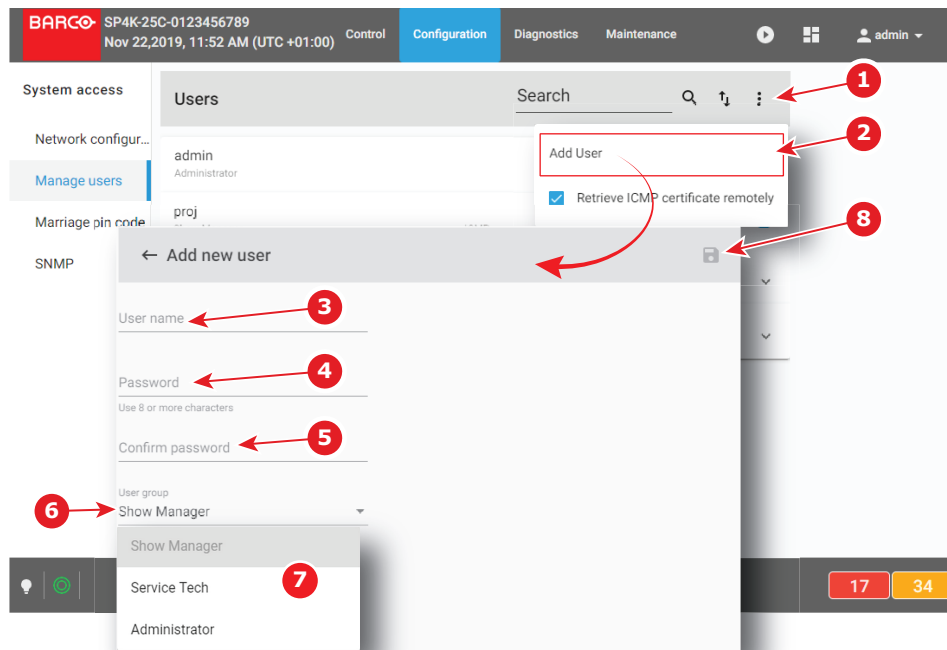 BARCO SP4K-25C-0123456789
Nov 22,2019, 11:52 AM (UTC +01:00)
Control Configuration Diagnostics Maintenance admin
System access
Network configur...
Manage users
Marriage pin code
SNMP
Users
Search
1
admin
Administrator
Add User
2
Retrieve ICMP certificate remotely
proj
8
Add new user
User name
3
Password
4
Use 8 or more characters
Confirm password
5
User group
6
Show Manager
Show Manager
Service Tech
7
Administrator
17 34